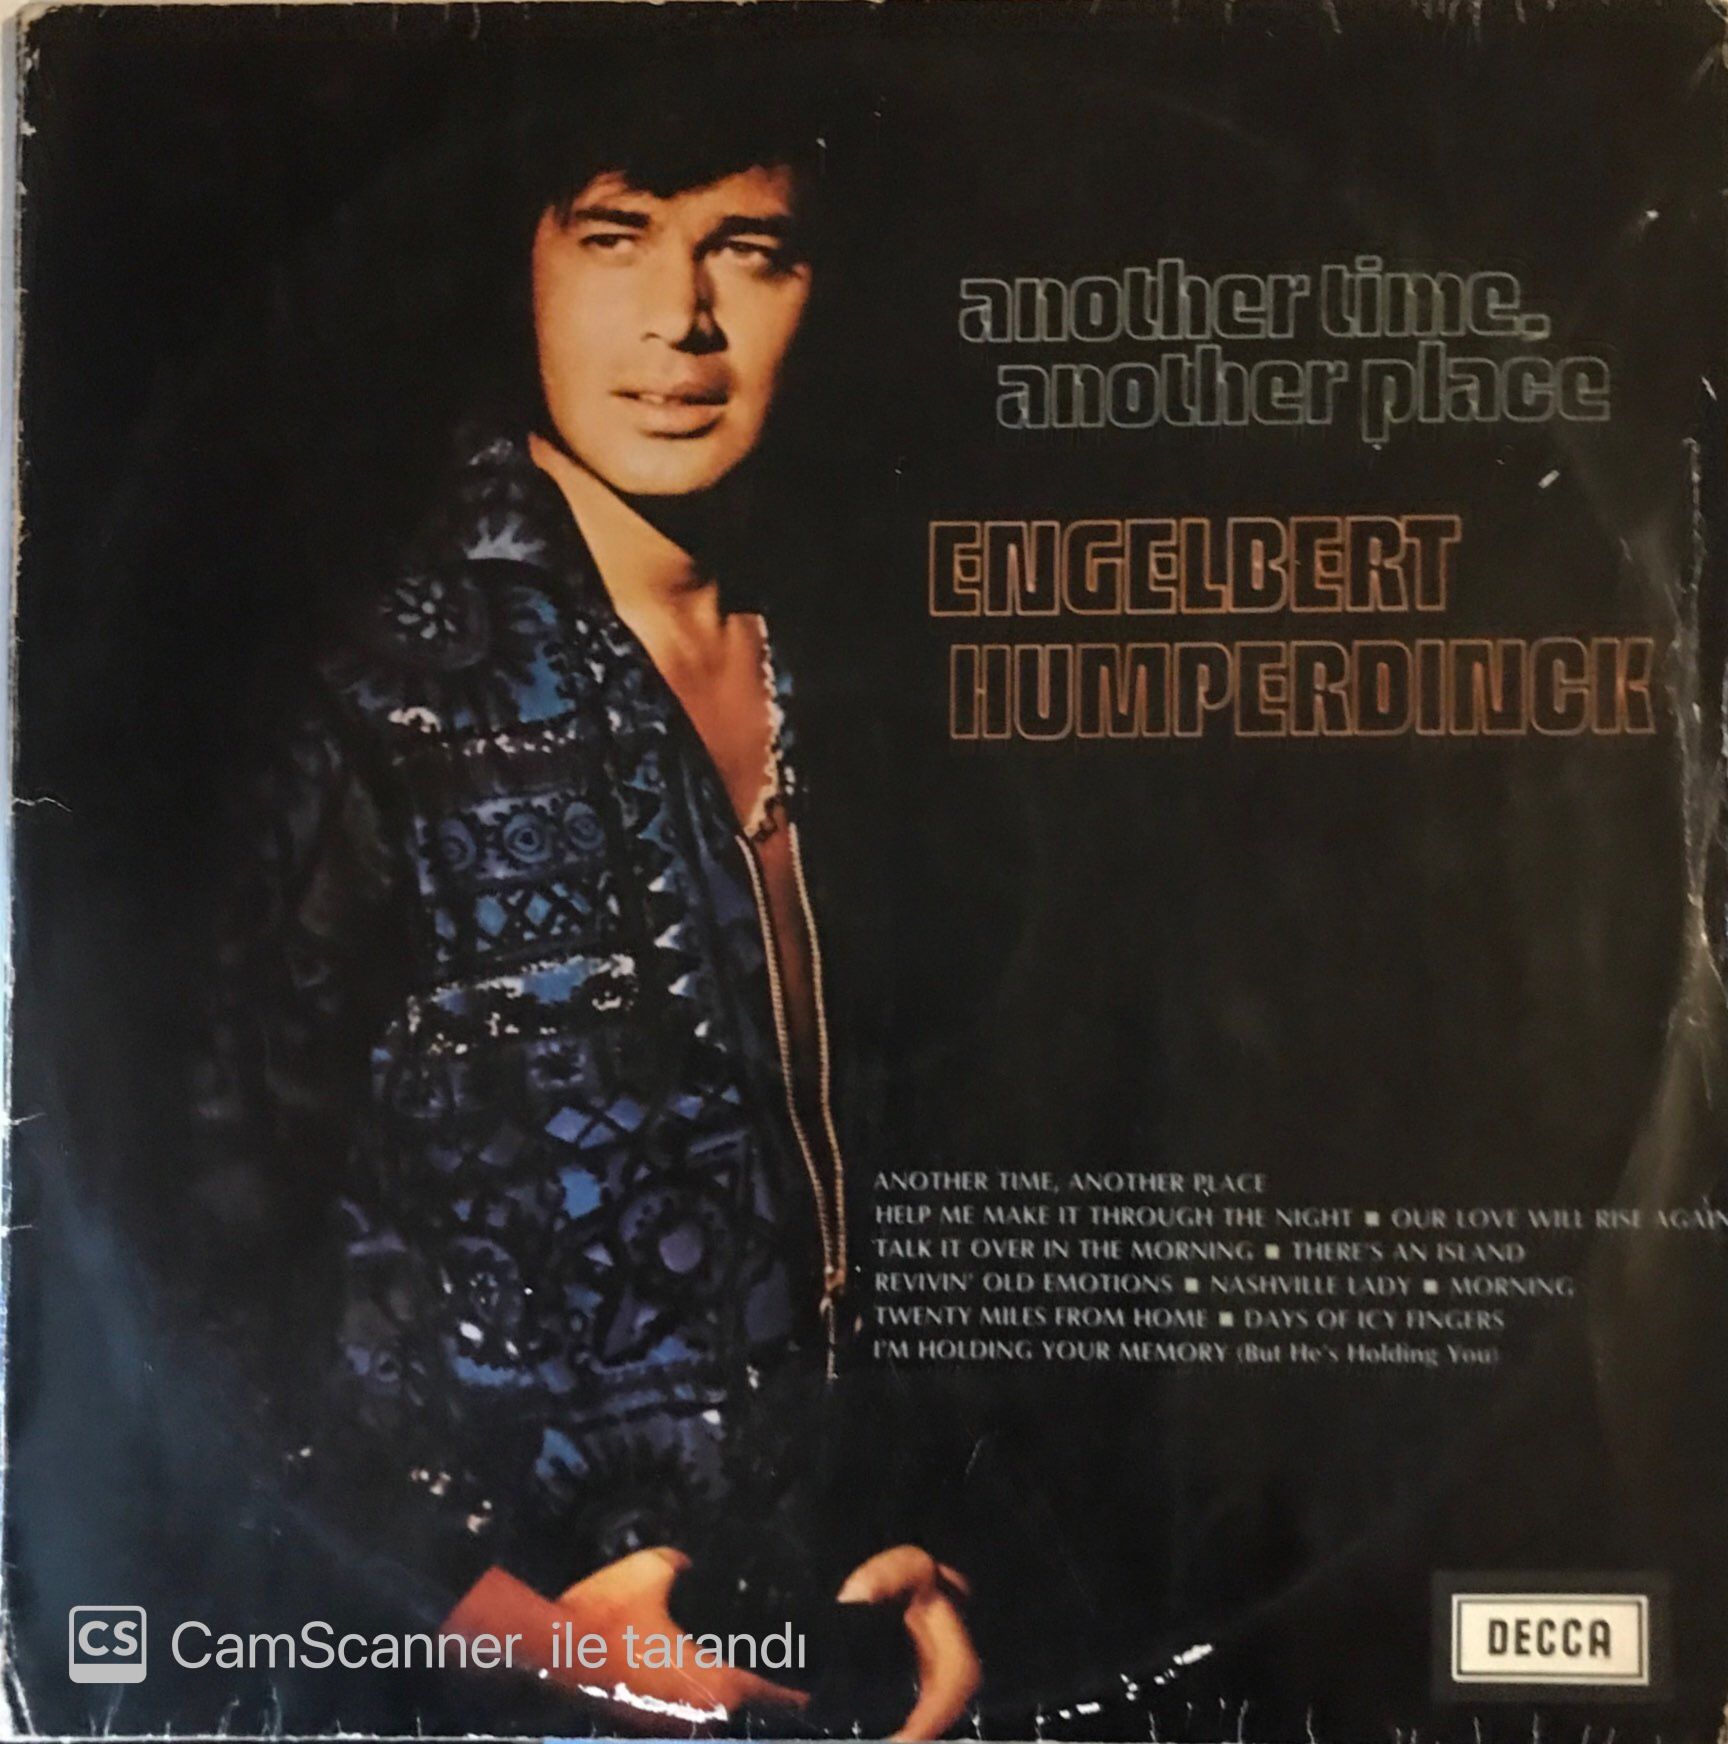 another time,
another place
ENGELBERT
HUMPERDINCK
ANOTHER TIME, ANOTHER PLACE
HELP ME MAKE IT THROUGH THE NIGHT ■ OUR LOVE WILL RISE AGAIN
TALK IT OVER IN THE MORNING ■ THERE'S AN ISLAND
REVIVIN' OLD EMOTIONS ■ NASHVILLE LADY ■ MORNING
TWENTY MILES FROM HOME ■ DAYS OF ICY FINGERS
I'M HOLDING YOUR MEMORY (But He's Holding You)
DECCA
CS CamScanner ile tarandı